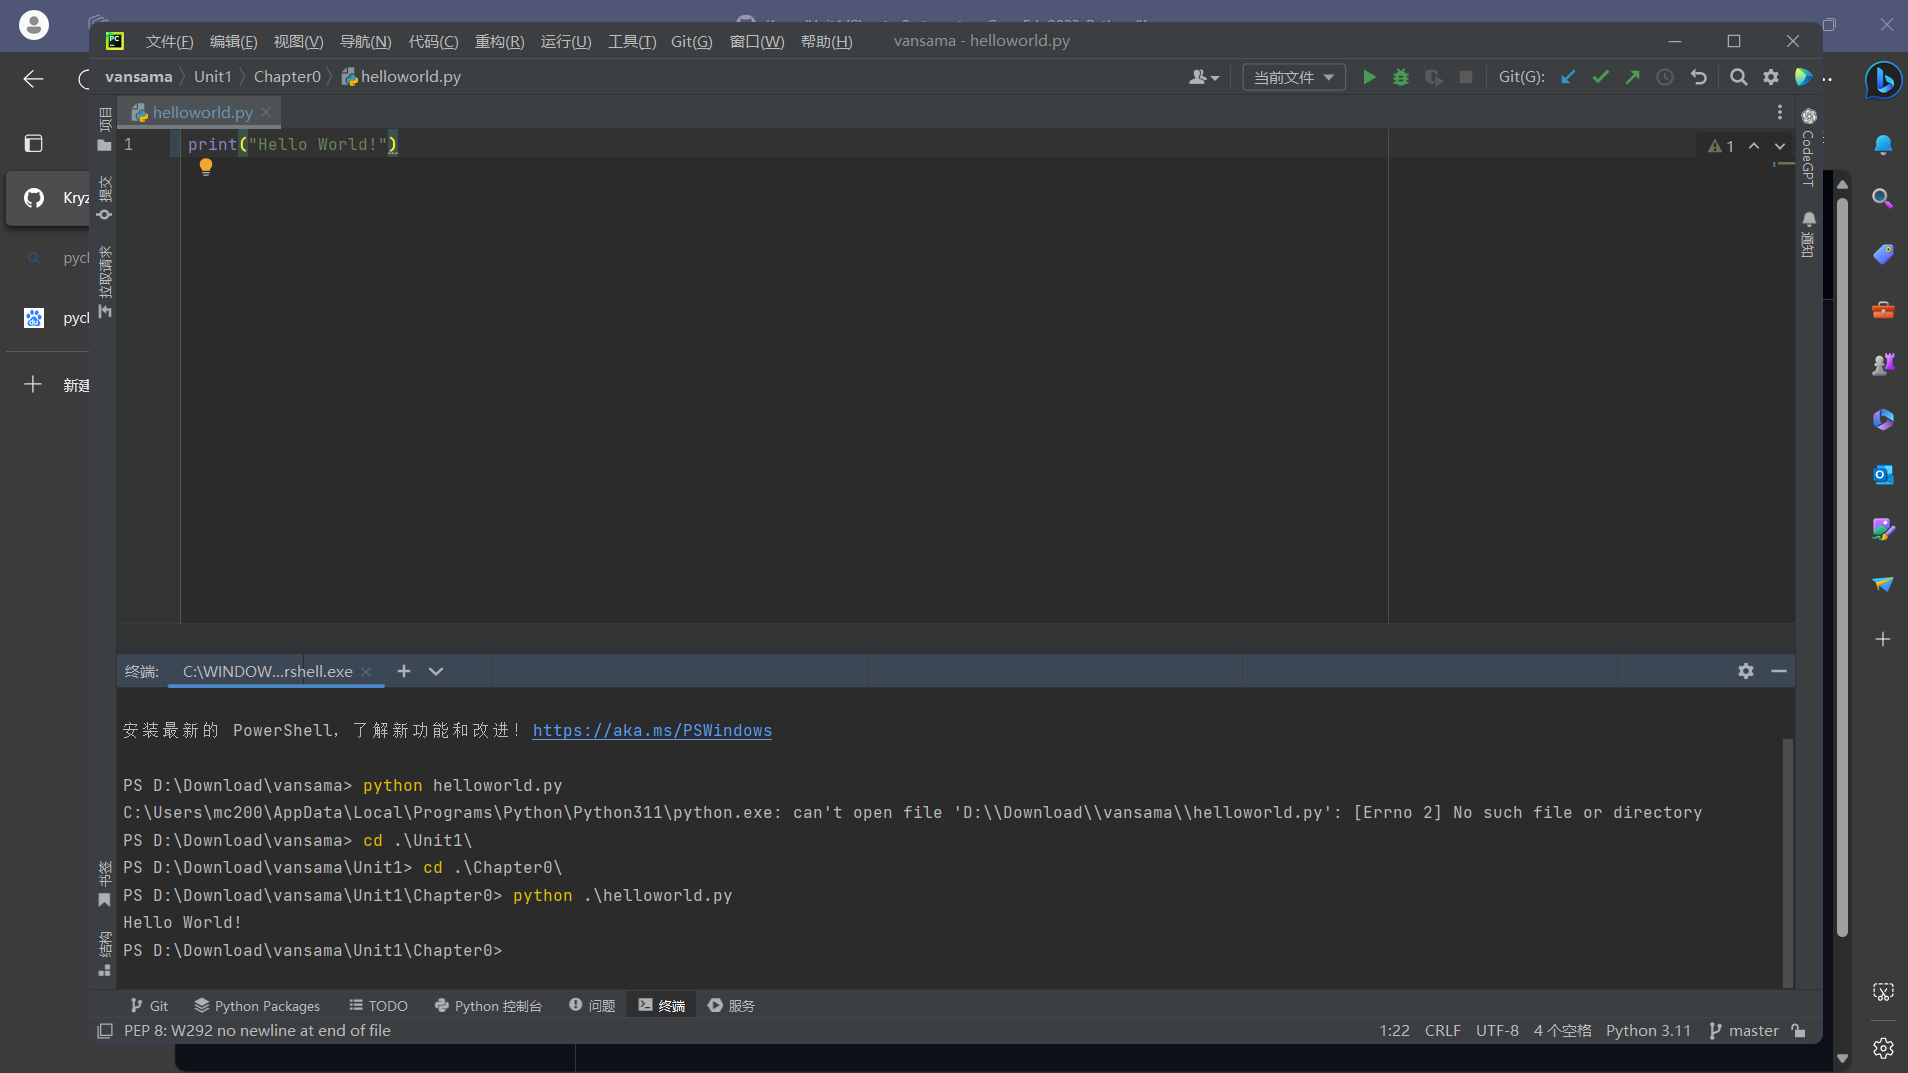 文件(F) 编辑(E) 视图(V) 导航(N) 代码(C) 重构(R) 运行(U) 工具(T) Git(G) 窗口(W) 帮助(H) vansama - helloworld.py
vansama Unit1 Chapter0 helloworld.py 当前文件 Git(G):
helloworld.py
1 print("Hello World!") 1
项目
提交
拉取请求
书签
结构
CodeGPT
通知
新建
终端: C:\WINDOW...rshell.exe
安装最新的 PowerShell，了解新功能和改进！https://aka.ms/PSWindows
PS D:\Download\vansama> python helloworld.py
C:\Users\mc200\AppData\Local\Programs\Python\Python311\python.exe: can't open file 'D:\\Download\\vansama\\helloworld.py': [Errno 2] No such file or directory
PS D:\Download\vansama> cd .\Unit1\
PS D:\Download\vansama\Unit1> cd .\Chapter0\
PS D:\Download\vansama\Unit1\Chapter0> python .\helloworld.py
Hello World!
PS D:\Download\vansama\Unit1\Chapter0>
Git Python Packages TODO Python 控制台 问题 终端 服务
PEP 8: W292 no newline at end of file 1:22 CRLF UTF-8 4 个空格 Python 3.11 master